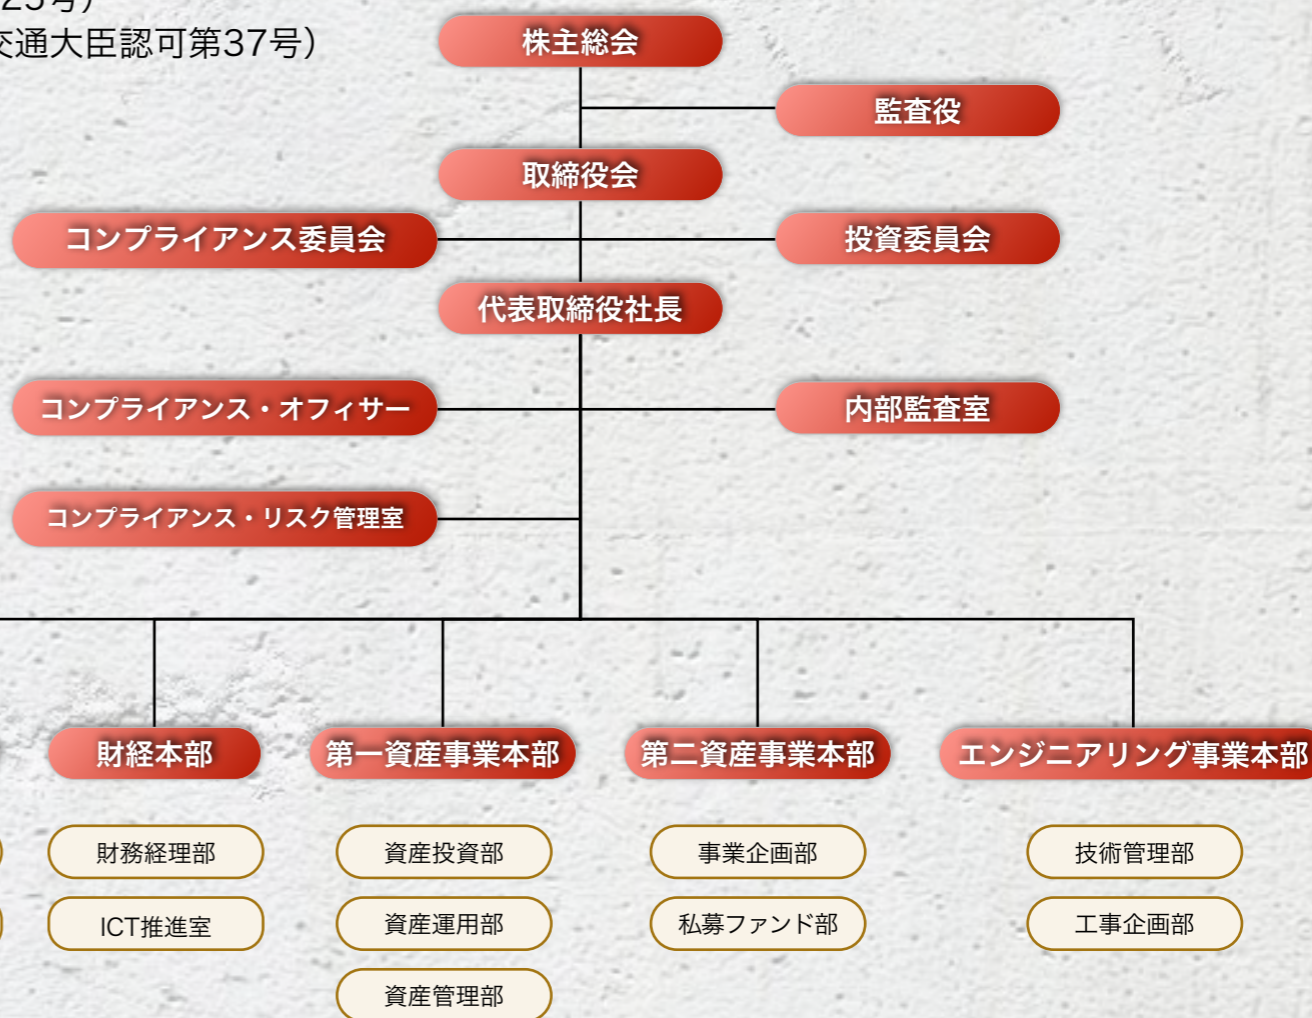 25号）
交通大臣認可第37号）
株主総会
監査役
取締役会
コンプライアンス委員会
投資委員会
代表取締役社長
コンプライアンス・オフィサー
内部監査室
コンプライアンス・リスク管理室
財経本部
第一資産事業本部
第二資産事業本部
エンジニアリング事業本部
財務経理部
資産投資部
事業企画部
技術管理部
ICT推進室
資産運用部
私募ファンド部
工事企画部
資産管理部